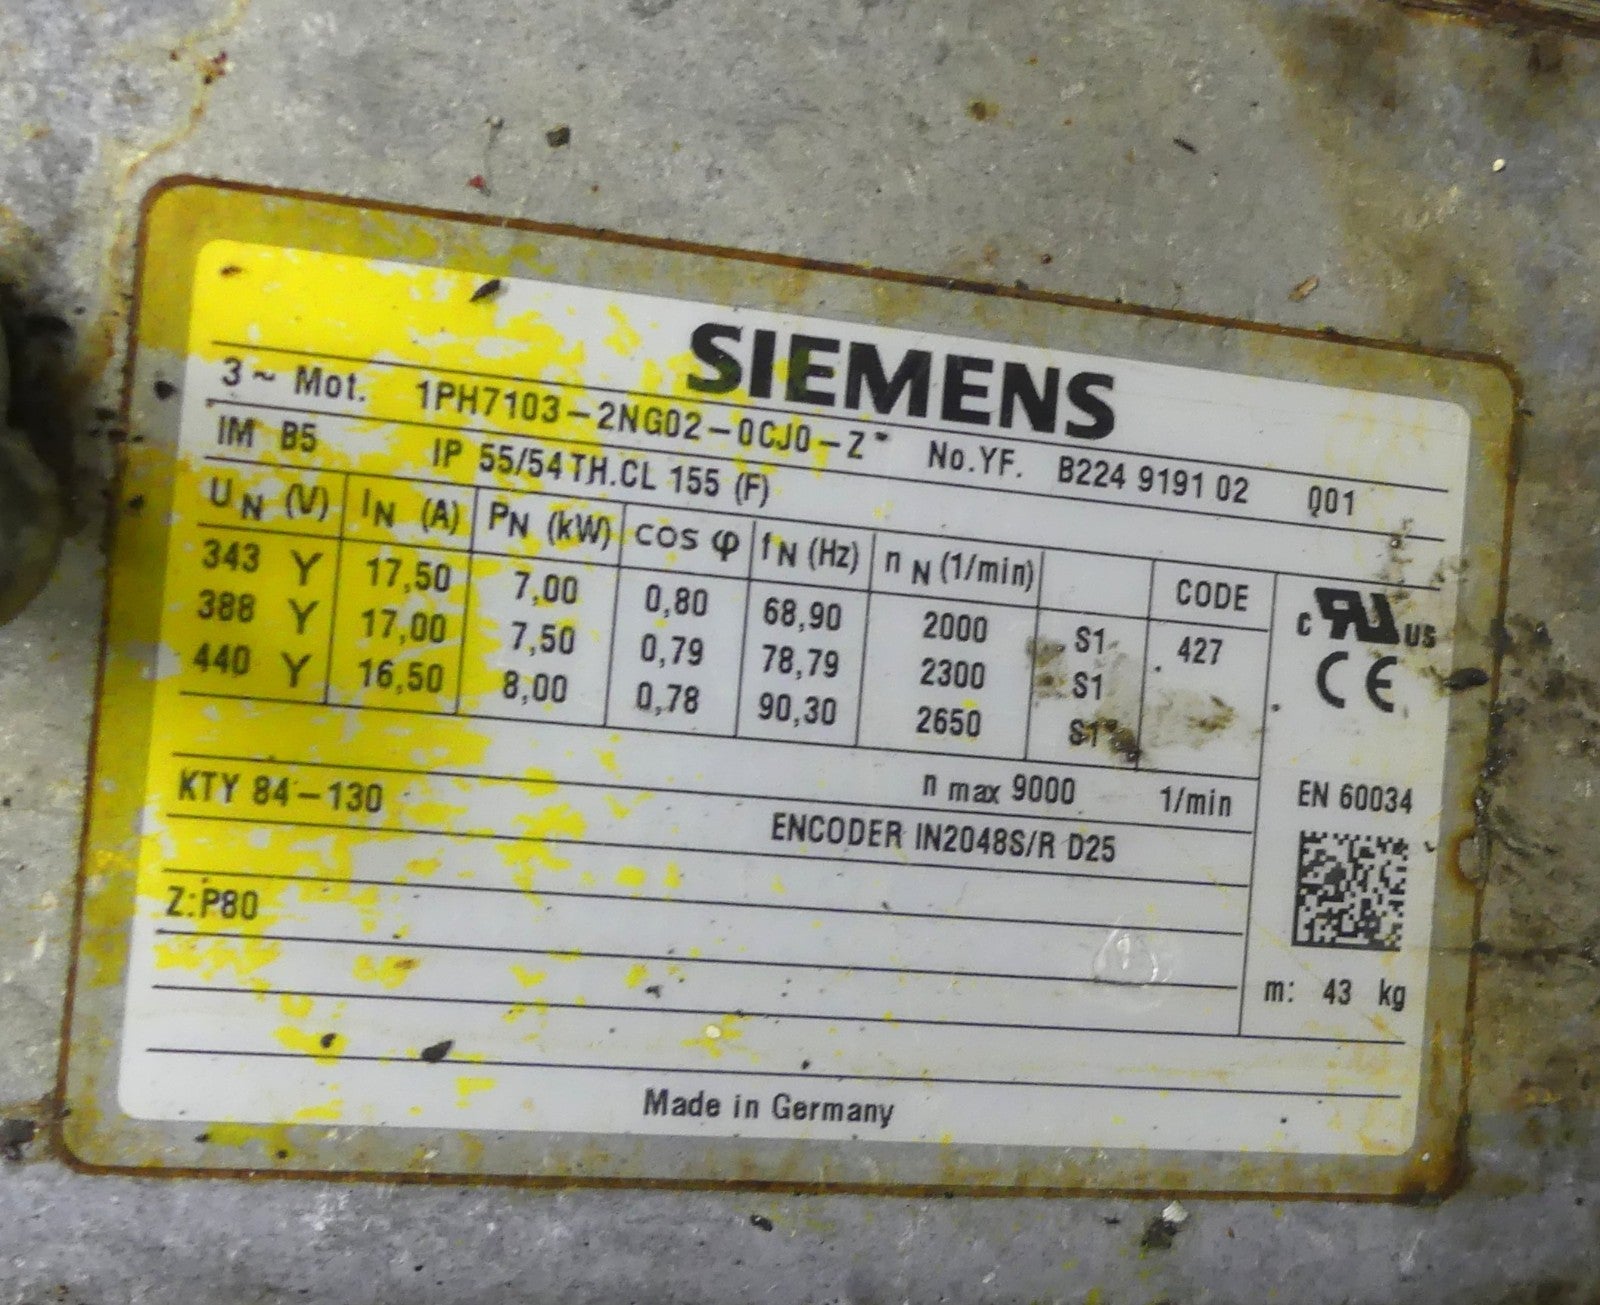 SIEMENS
3 ~ Mot. 1PH7103-2NG02-0CJ0-Z* No.YF. B224 9191 02 Q01
IM B5 IP 55/54 TH.CL 155 (F)
UN (V) IN (A) PN (kW) cos φ fN (Hz) nN (1/min) CODE
343 Y 17,50 7,00 0,80 68,90 2000 S1 427
388 Y 17,00 7,50 0,79 78,79 2300 S1
440 Y 16,50 8,00 0,78 90,30 2650 S1
c RU US
CE
n max 9000 1/min
KTY 84-130 ENCODER IN2048S/R D25
EN 60034
Z:P80
m: 43 kg
Made in Germany